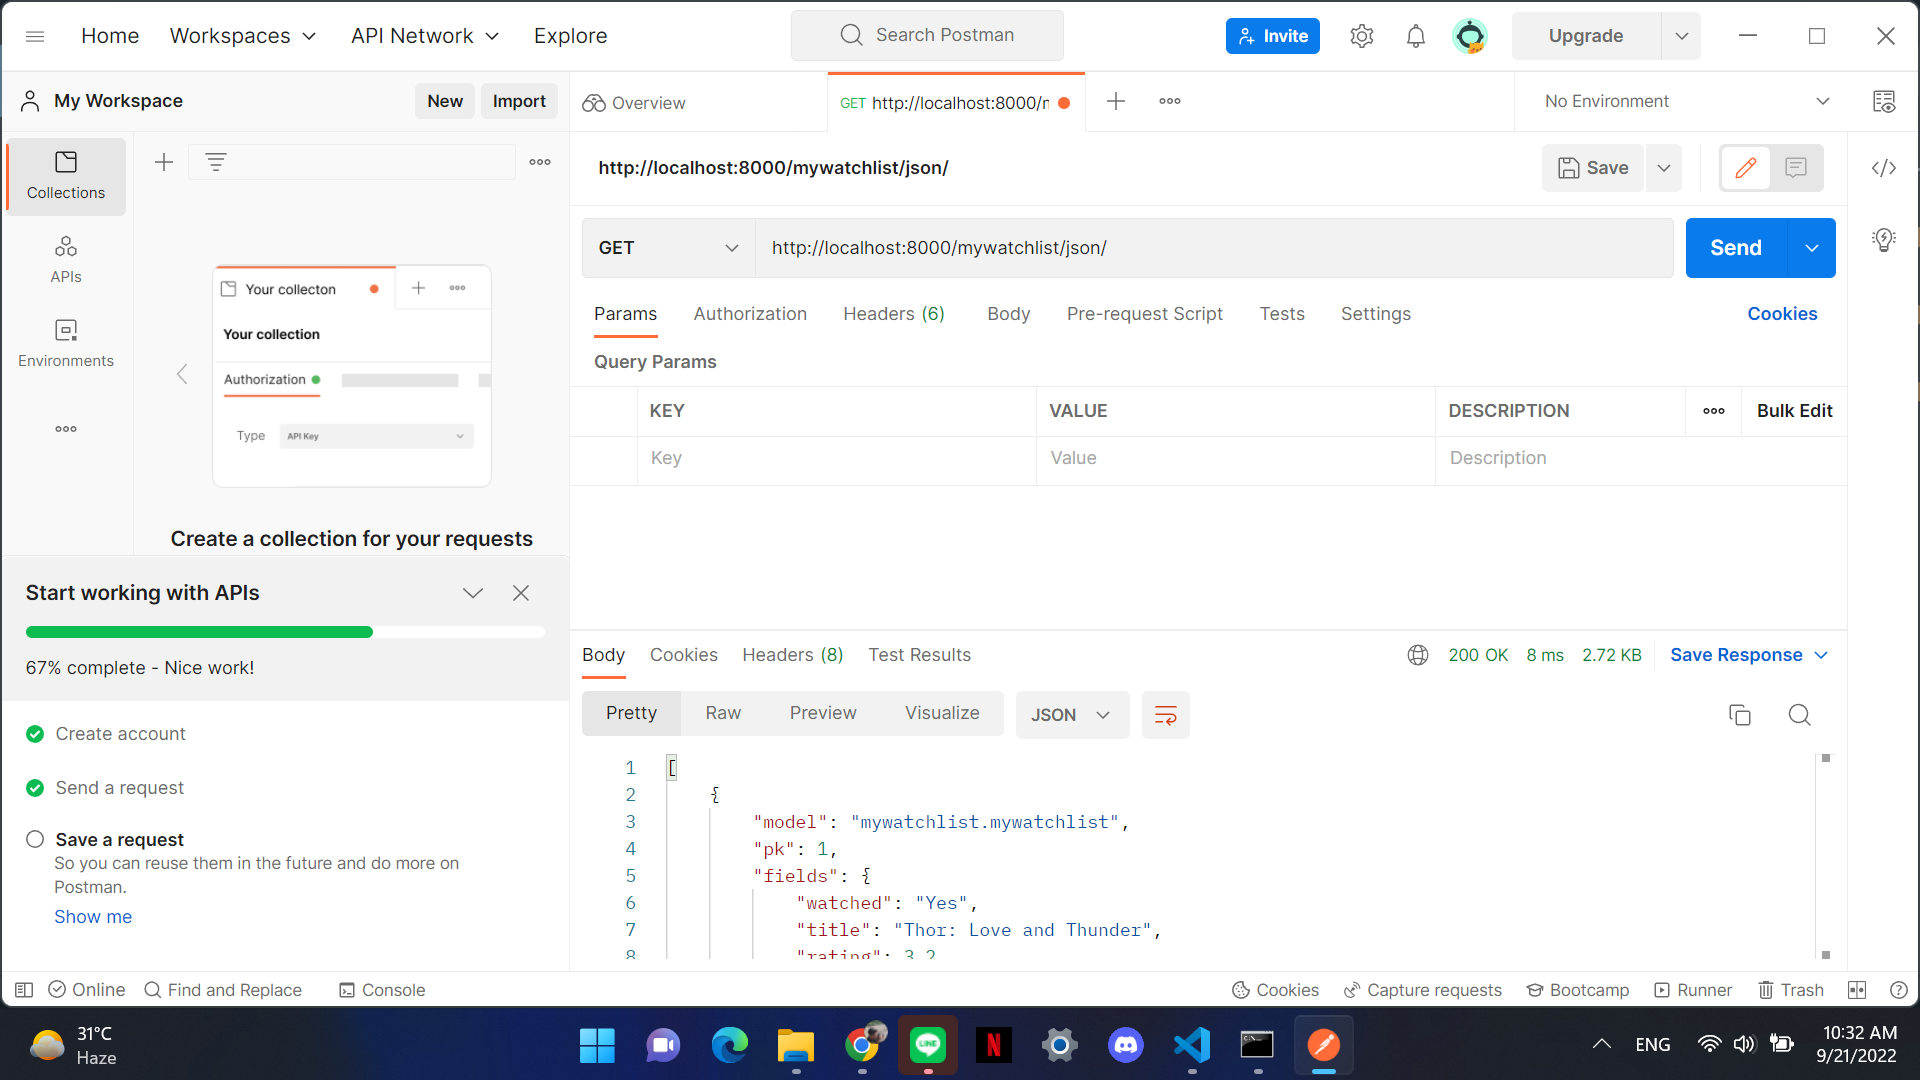 Home Workspaces API Network Explore Search Postman Invite Upgrade
My Workspace New Import Overview GET http://localhost:8000/n No Environment
Collections
APIs
Environments
Your collecton
Your collection
Authorization
Type API Key
Create a collection for your requests
Start working with APIs
67% complete - Nice work!
Create account
Send a request
Save a request
So you can reuse them in the future and do more on
Postman.
Show me
http://localhost:8000/mywatchlist/json/ Save
GET http://localhost:8000/mywatchlist/json/ Send
Params Authorization Headers (6) Body Pre-request Script Tests Settings Cookies
Query Params
KEY VALUE DESCRIPTION Bulk Edit
Key Value Description
Body Cookies Headers (8) Test Results 200 OK 8 ms 2.72 KB Save Response
Pretty Raw Preview Visualize JSON
1 [
2 {
3 "model": "mywatchlist.mywatchlist",
4 "pk": 1,
5 "fields": {
6 "watched": "Yes",
7 "title": "Thor: Love and Thunder",
8 "rating": 3.2
Online Find and Replace Console Cookies Capture requests Bootcamp Runner Trash
31°C
Haze
LINE
N
ENG
10:32 AM
9/21/2022